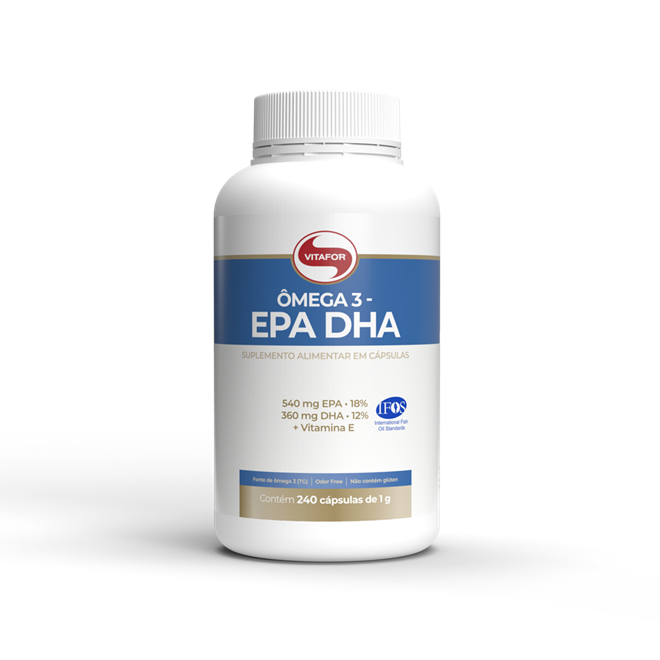 VITAFOR
ÔMEGA 3 -
EPA DHA
SUPLEMENTO ALIMENTAR EM CÁPSULAS
540 mg EPA • 18%
360 mg DHA • 12%
+ Vitamina E
IFOS
International Fish
Oil Standards
Fonte de ômega 3 (TG) | Odor Free | Não contém glúten
Contém 240 cápsulas de 1 g